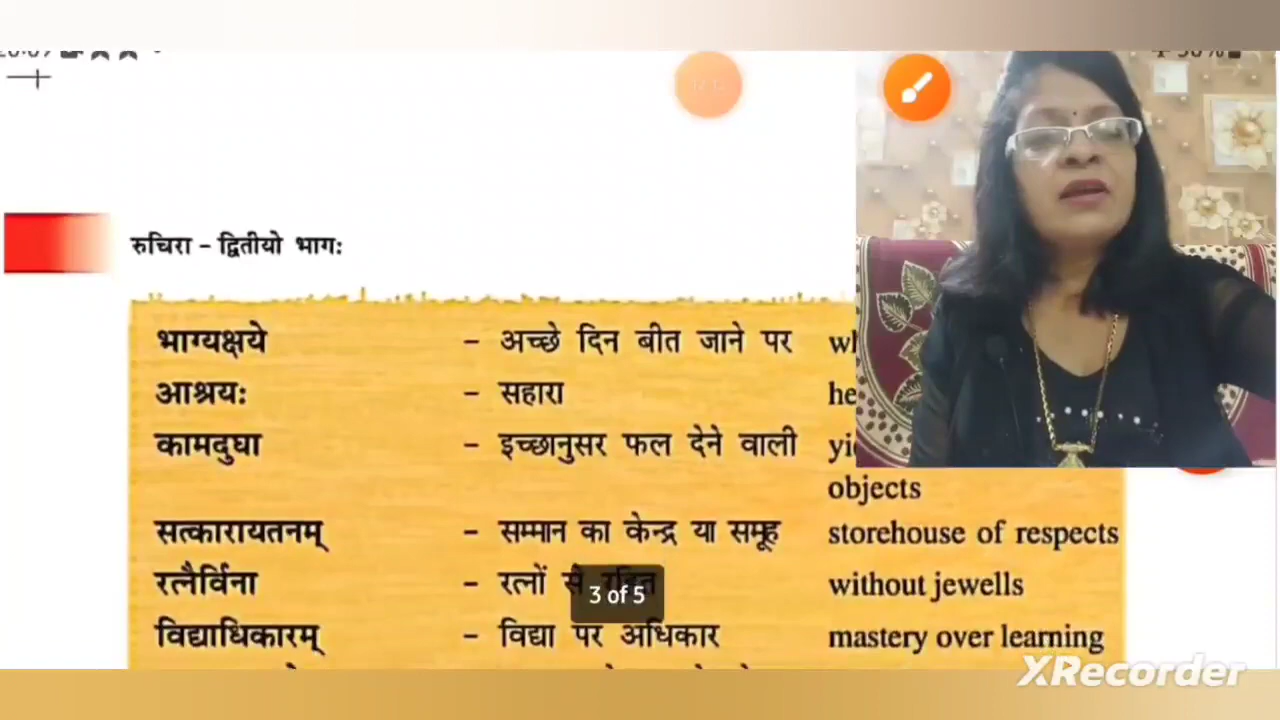 रुचिरा – द्वितीयो भागः
भाग्यक्षये – अच्छे दिन बीत जाने पर
आश्रयः – सहारा
कामदुघा – इच्छानुसर फल देने वाली
objects
सत्कारायतनम् – सम्मान का केन्द्र या समूह storehouse of respects
रत्नैर्विना – रत्नों से रहित without jewells
3 of 5
विद्याधिकारम् – विद्या पर अधिकार mastery over learning
XRecorder